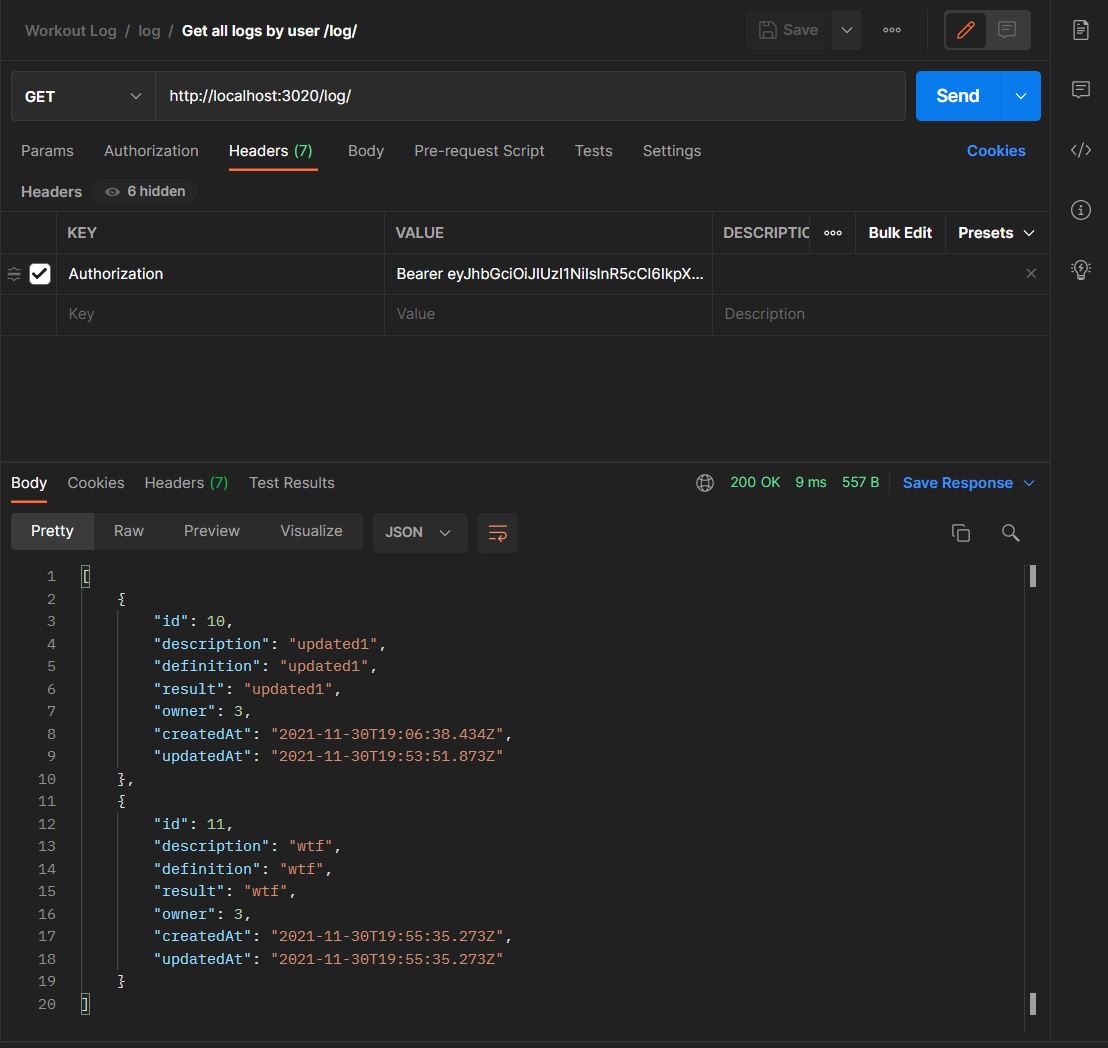 Workout Log / log / Get all logs by user /log/
Save
GET
http://localhost:3020/log/
Send
Params Authorization Headers (7) Body Pre-request Script Tests Settings
Cookies
Headers 6 hidden
KEY VALUE DESCRIPTIC Bulk Edit Presets
Authorization Bearer eyJhbGciOiJIUzI1NiIsInR5cCI6IkpX...
Key Value Description
Body Cookies Headers (7) Test Results
200 OK 9 ms 557 B Save Response
Pretty Raw Preview Visualize JSON
1 [
2 {
3 "id": 10,
4 "description": "updated1",
5 "definition": "updated1",
6 "result": "updated1",
7 "owner": 3,
8 "createdAt": "2021-11-30T19:06:38.434Z",
9 "updatedAt": "2021-11-30T19:53:51.873Z"
10 },
11 {
12 "id": 11,
13 "description": "wtf",
14 "definition": "wtf",
15 "result": "wtf",
16 "owner": 3,
17 "createdAt": "2021-11-30T19:55:35.273Z",
18 "updatedAt": "2021-11-30T19:55:35.273Z"
19 }
20 ]